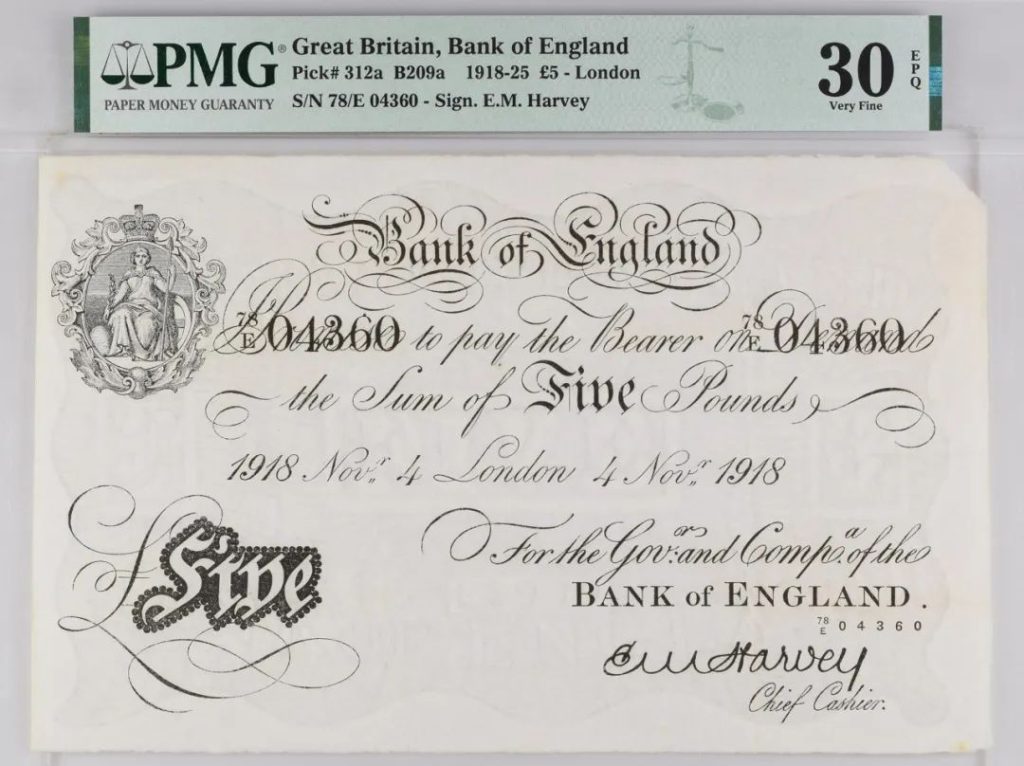 PMG
PAPER MONEY GUARANTY
Great Britain, Bank of England
Pick# 312a B209a 1918-25 £5 - London
S/N 78/E 04360 - Sign. E.M. Harvey
30 EPQ
Very Fine
Bank of England
78/E 04360 to pay the Bearer on Demand 78/E 04360
the Sum of Five Pounds
1918 Novr. 4 London 4 Novr. 1918
£Five
For the Govr. and Compa. of the
BANK of ENGLAND.
78/E 04360
E M Harvey
Chief Cashier.